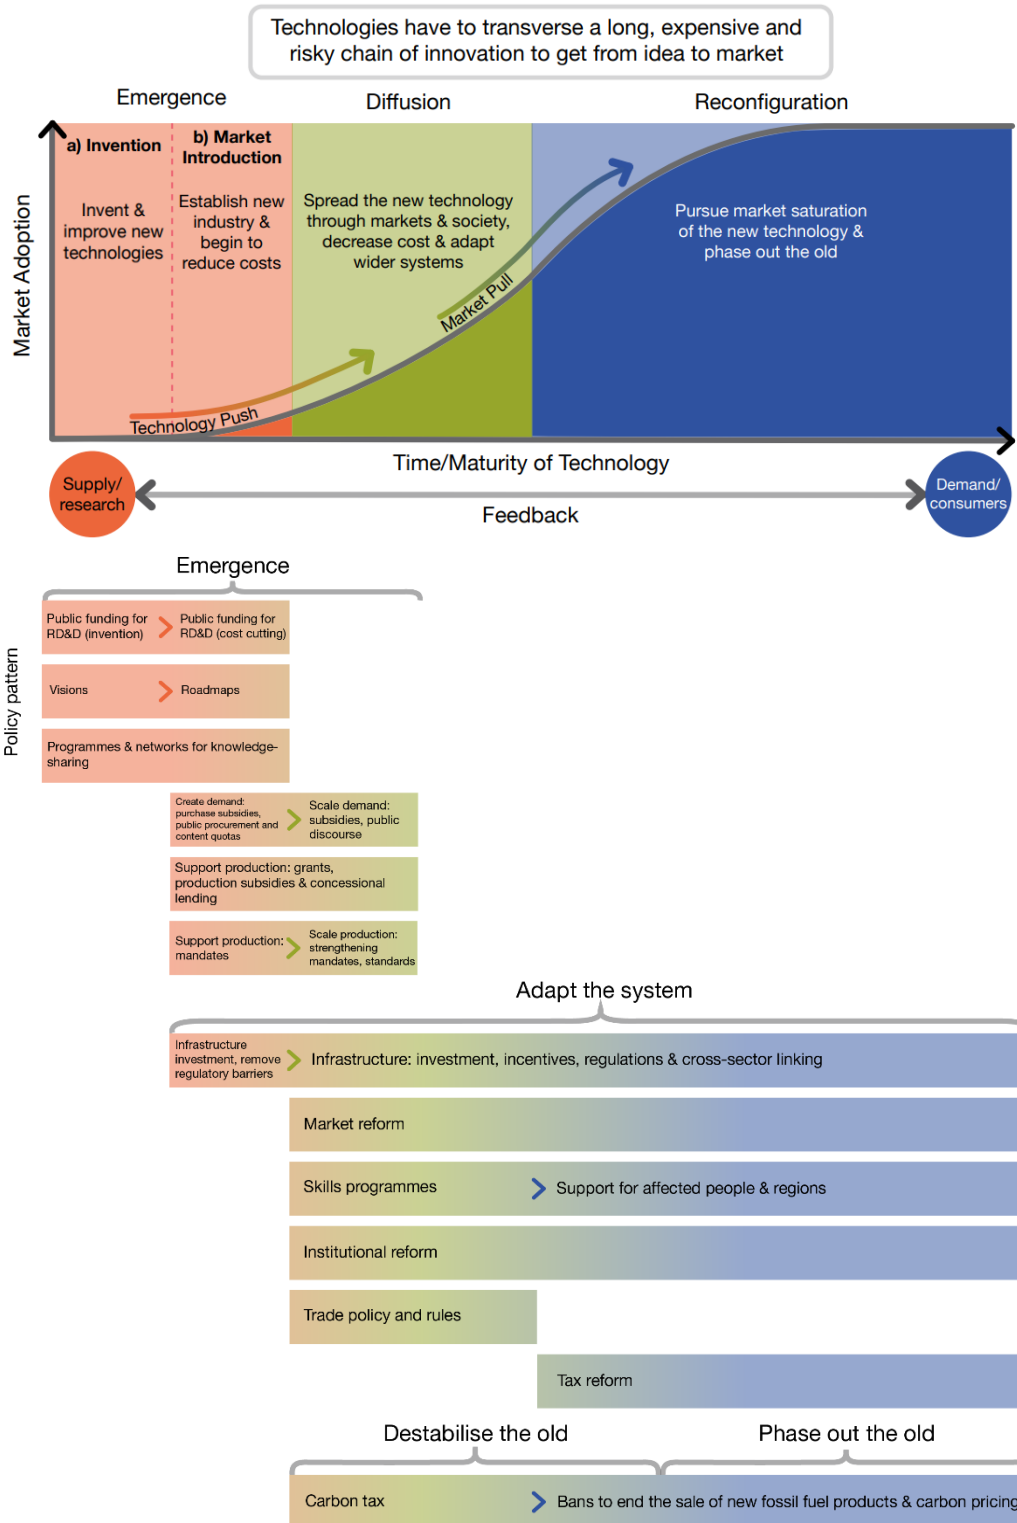 Technologies have to transverse a long, expensive and
risky chain of innovation to get from idea to market
Emergence
Diffusion
Reconfiguration
a) Invention
b) Market
Introduction
Invent &
improve new
technologies
Establish new
industry &
begin to
reduce costs
Spread the new technology
through markets & society,
decrease cost & adapt
wider systems
Pursue market saturation
of the new technology &
phase out the old
Market Adoption
Technology Push
Market Pull
Time/Maturity of Technology
Supply/
research
Feedback
Demand/
consumers
Emergence
Policy pattern
Public funding for
RD&D (invention)
Public funding for
RD&D (cost cutting)
Visions
Roadmaps
Programmes & networks for knowledge-
sharing
Create demand:
purchase subsidies,
public procurement and
content quotas
Scale demand:
subsidies, public
discourse
Support production: grants,
production subsidies & concessional
lending
Support production:
mandates
Scale production:
strengthening
mandates, standards
Adapt the system
Infrastructure
investment, remove
regulatory barriers
Infrastructure: investment, incentives, regulations & cross-sector linking
Market reform
Skills programmes
Support for affected people & regions
Institutional reform
Trade policy and rules
Tax reform
Destabilise the old
Phase out the old
Carbon tax
Bans to end the sale of new fossil fuel products & carbon pricing